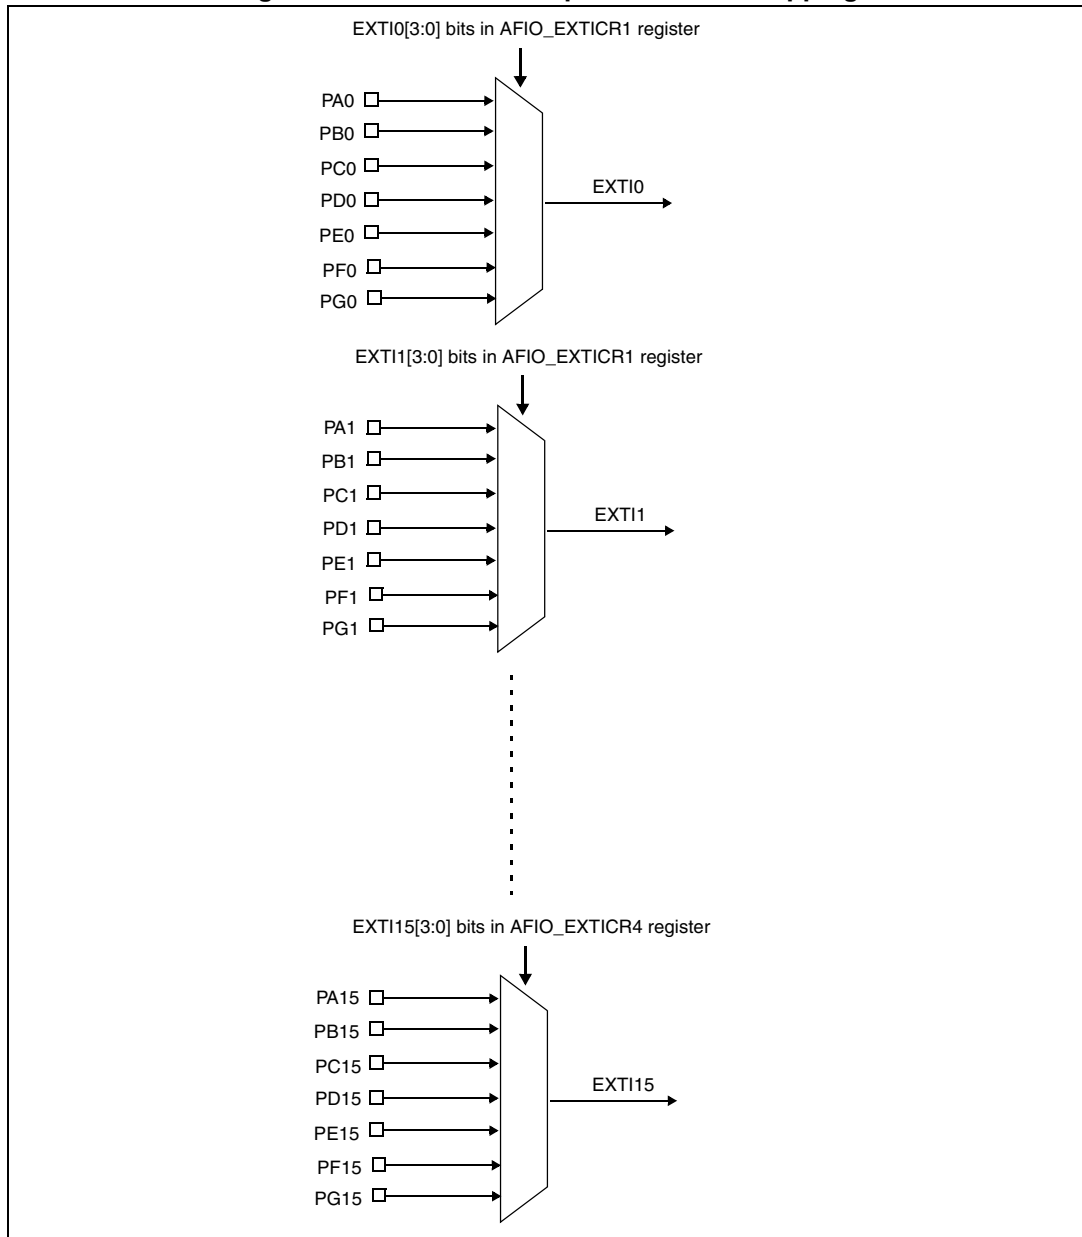 EXTI0[3:0] bits in AFIO_EXTICR1 register
PA0
PB0
PC0
PD0
PE0
PF0
PG0
EXTI0
EXTI1[3:0] bits in AFIO_EXTICR1 register
PA1
PB1
PC1
PD1
PE1
PF1
PG1
EXTI1
EXTI15[3:0] bits in AFIO_EXTICR4 register
PA15
PB15
PC15
PD15
PE15
PF15
PG15
EXTI15